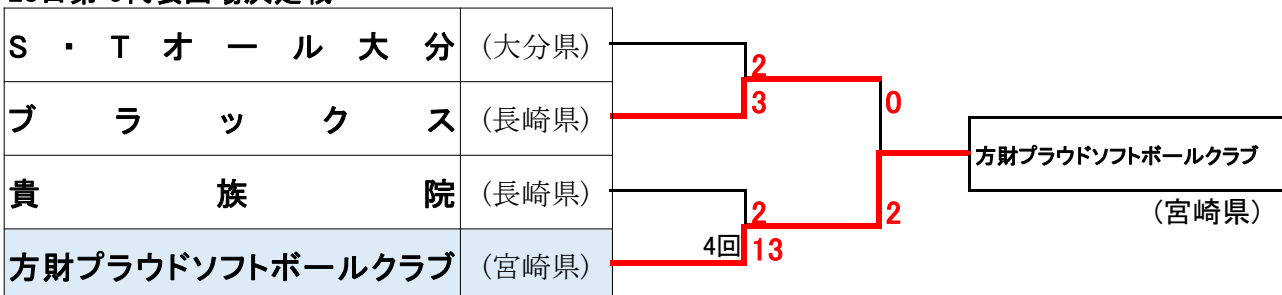 S・Tオール大分 (大分県)
2
ブラックス (長崎県)
3
0
方財プラウドソフトボールクラブ
(宮崎県)
貴族院 (長崎県)
2
2
4回 13
方財プラウドソフトボールクラブ (宮崎県)